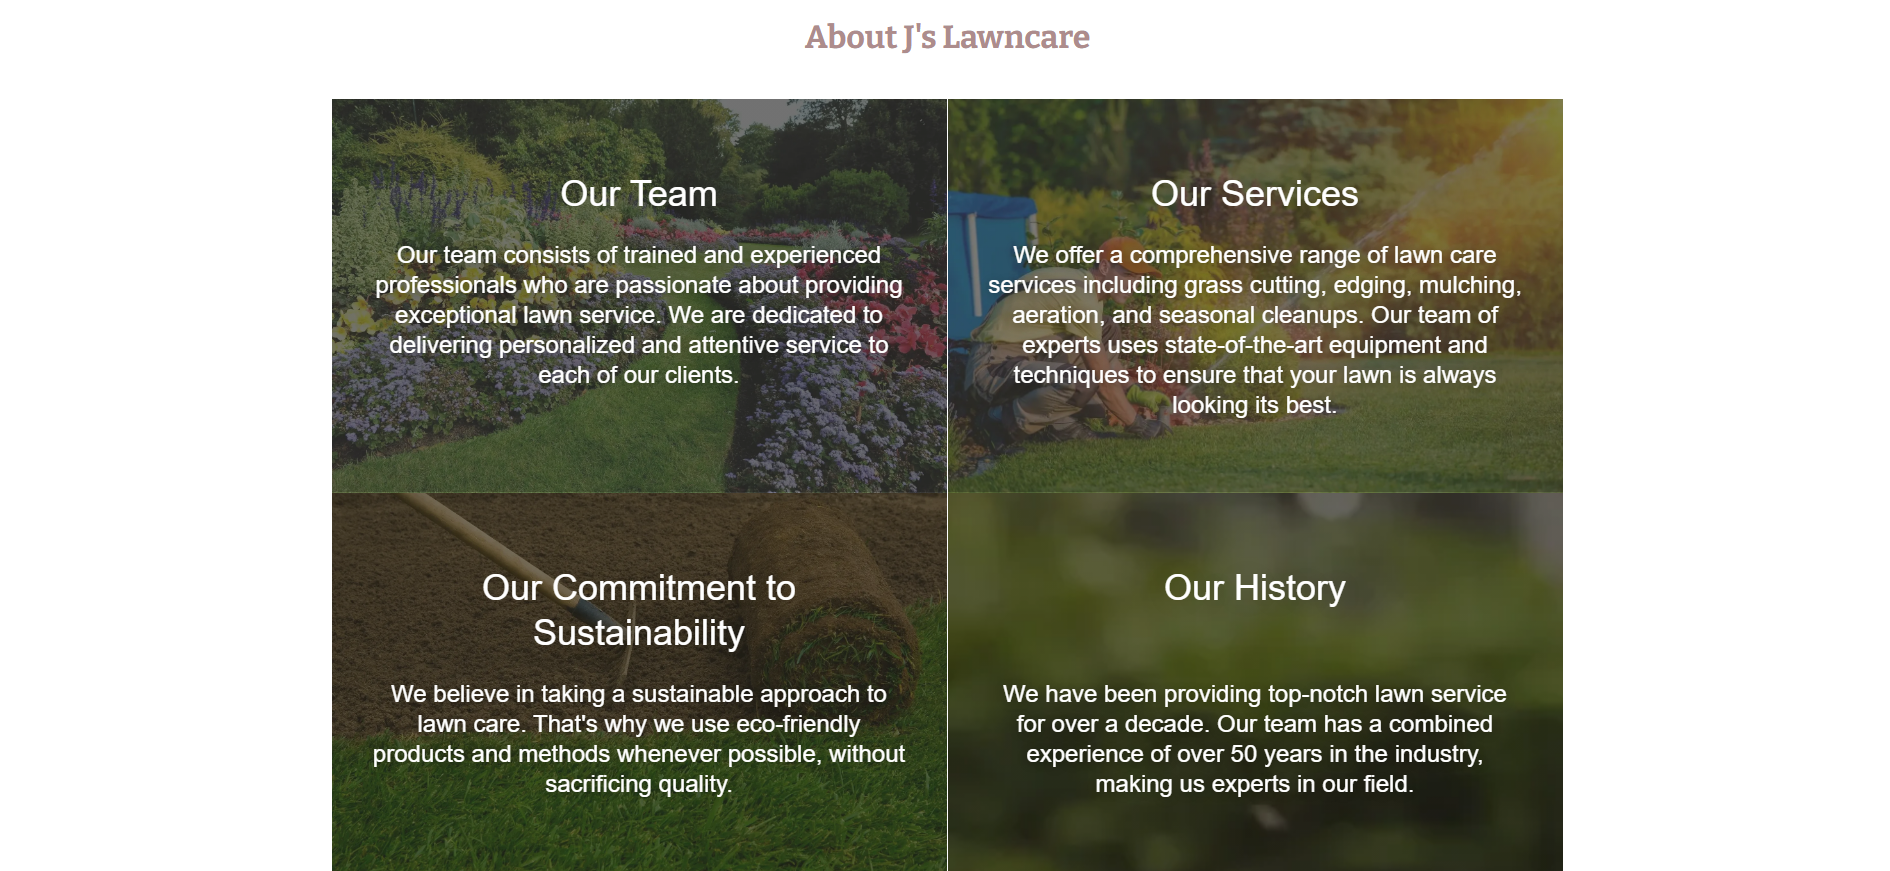 About J's Lawncare
Our Team
Our team consists of trained and experienced
professionals who are passionate about providing
exceptional lawn service. We are dedicated to
delivering personalized and attentive service to
each of our clients.
Our Services
We offer a comprehensive range of lawn care
services including grass cutting, edging, mulching,
aeration, and seasonal cleanups. Our team of
experts uses state-of-the-art equipment and
techniques to ensure that your lawn is always
looking its best.
Our Commitment to
Sustainability
We believe in taking a sustainable approach to
lawn care. That's why we use eco-friendly
products and methods whenever possible, without
sacrificing quality.
Our History
We have been providing top-notch lawn service
for over a decade. Our team has a combined
experience of over 50 years in the industry,
making us experts in our field.